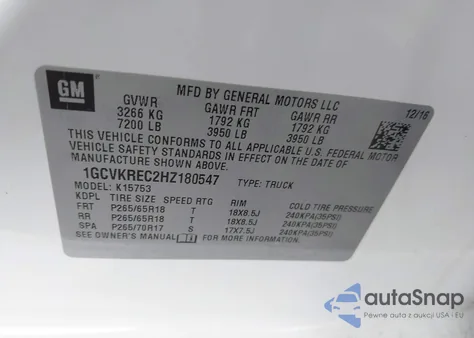 GM
MFD BY GENERAL MOTORS LLC
12/16
GVWR GAWR FRT GAWR RR
3266 KG 1792 KG 1792 KG
7200 LB 3950 LB 3950 LB
THIS VEHICLE CONFORMS TO ALL APPLICABLE U.S. FEDERAL MOTOR
VEHICLE SAFETY STANDARDS IN EFFECT ON THE DATE OF
MANUFACTURE SHOWN ABOVE.
1GCVKREC2HZ180547 TYPE: TRUCK
MODEL: K15753
KDPL TIRE SIZE SPEED RTG RIM COLD TIRE PRESSURE
FRT P265/65R18 T 18X8.5J 240KPA(35PSI)
RR P265/65R18 T 18X8.5J 240KPA(35PSI)
SPA P265/70R17 S 17X7.5J 240KPA(35PSI)
SEE OWNER'S MANUAL FOR MORE INFORMATION.
autoSnap
Pewne auta z aukcji USA - EU